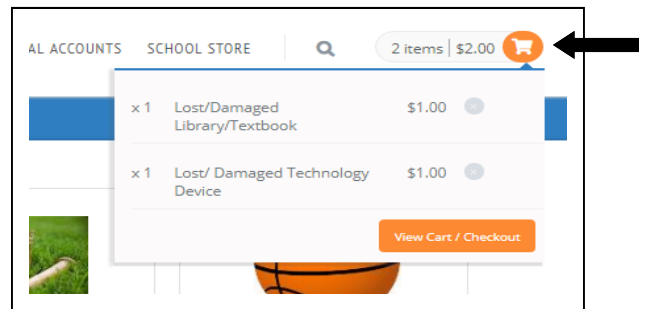 AL ACCOUNTS SCHOOL STORE 2 items $2.00
x 1 Lost/Damaged $1.00
Library/Textbook
x 1 Lost/ Damaged Technology $1.00
Device
View Cart / Checkout